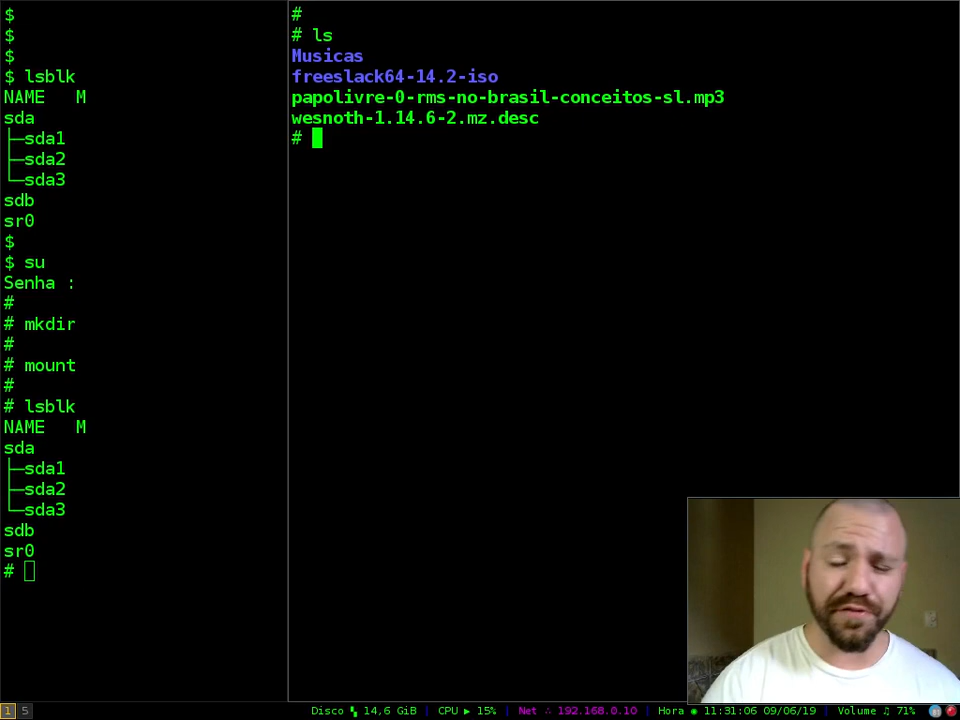 $
$
$
$ lsblk
NAME   M
sda
├─sda1
├─sda2
└─sda3
sdb
sr0
$
$ su
Senha :
#
# mkdir
#
# mount
#
# lsblk
NAME   M
sda
├─sda1
├─sda2
└─sda3
sdb
sr0
#
#
# ls
Musicas
freeslack64-14.2-iso
papolivre-0-rms-no-brasil-conceitos-sl.mp3
wesnoth-1.14.6-2.mz.desc
#
1 5 Disco ▚ 14,6 GiB | CPU ▶ 15% | Net ∴ 192.168.0.10 | Hora ◉ 11:31:06 09/06/19 | Volume ♫ 71%